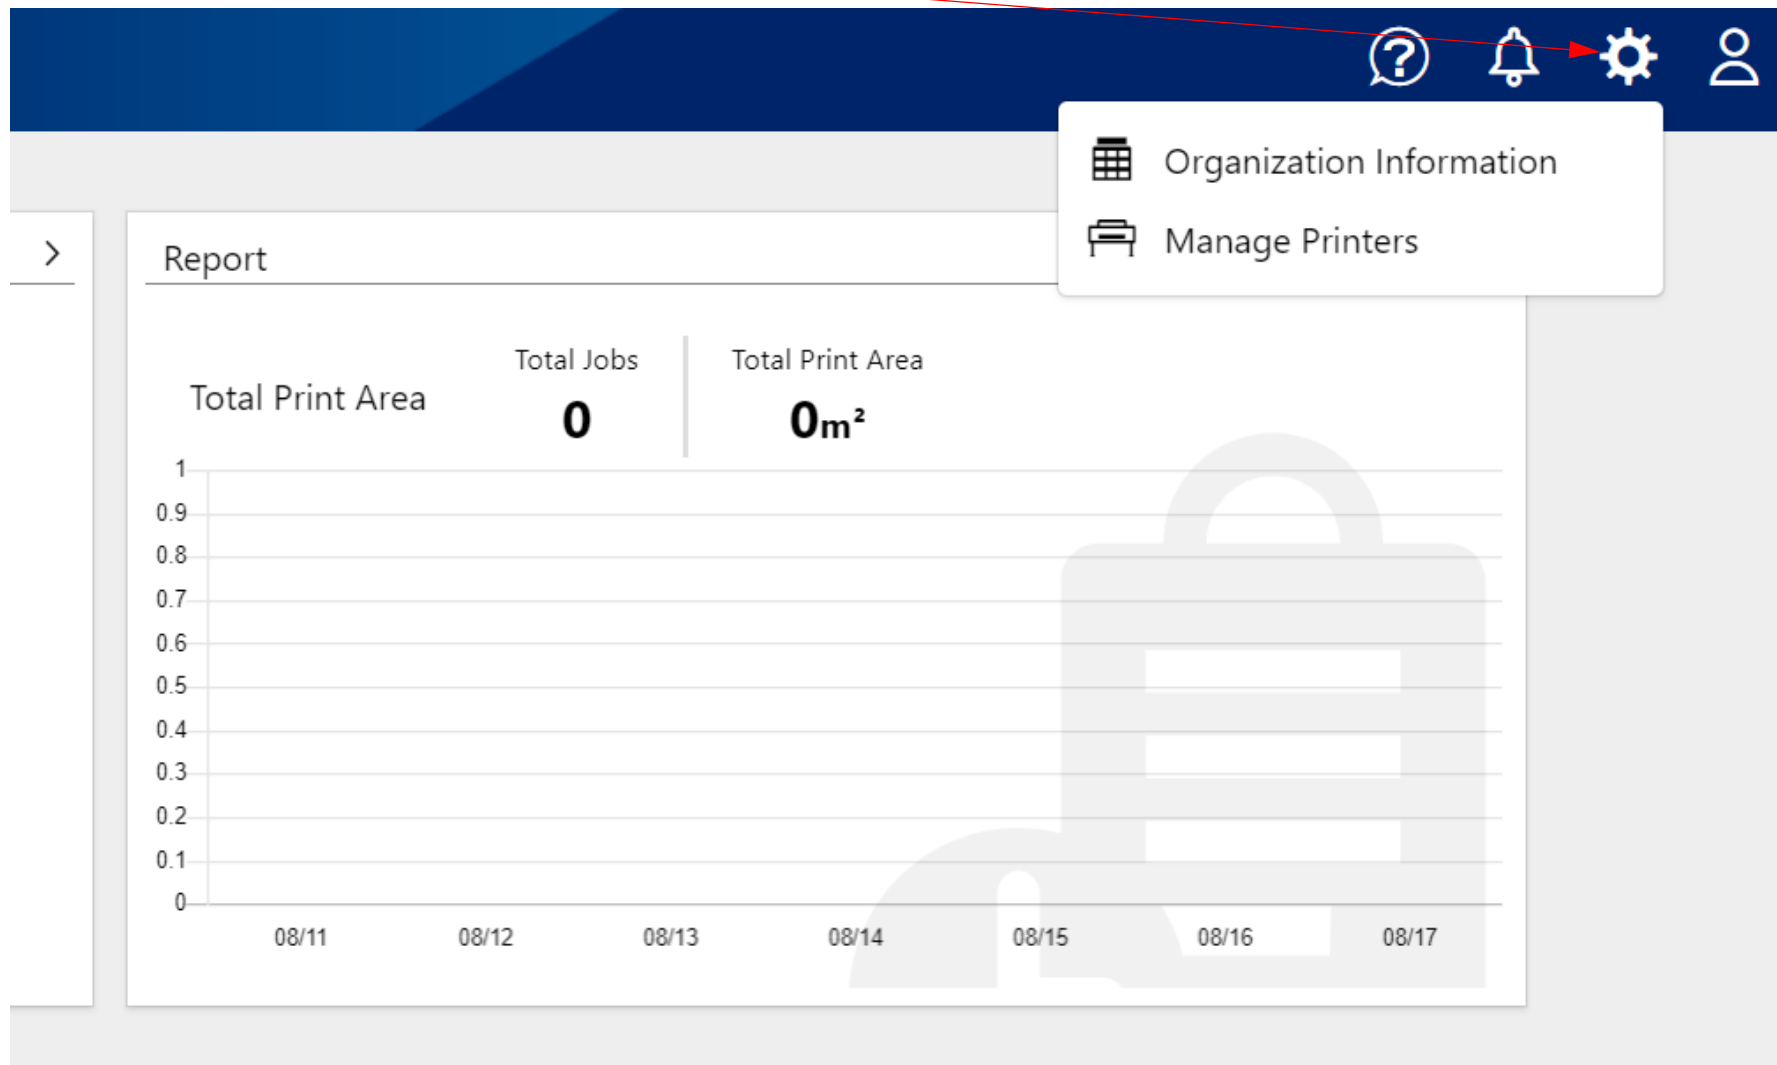 Organization Information
Manage Printers
Report
Total Print Area
Total Jobs
0
Total Print Area
0m²
1
0.9
0.8
0.7
0.6
0.5
0.4
0.3
0.2
0.1
0
08/11 08/12 08/13 08/14 08/15 08/16 08/17